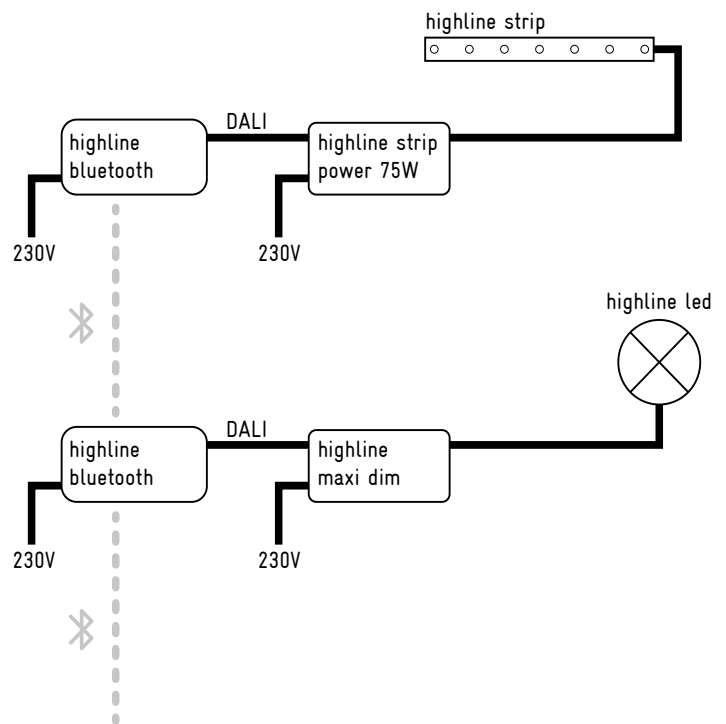 highline strip
DALI
highline
bluetooth
highline strip
power 75W
230V
230V
highline led
DALI
highline
bluetooth
highline
maxi dim
230V
230V